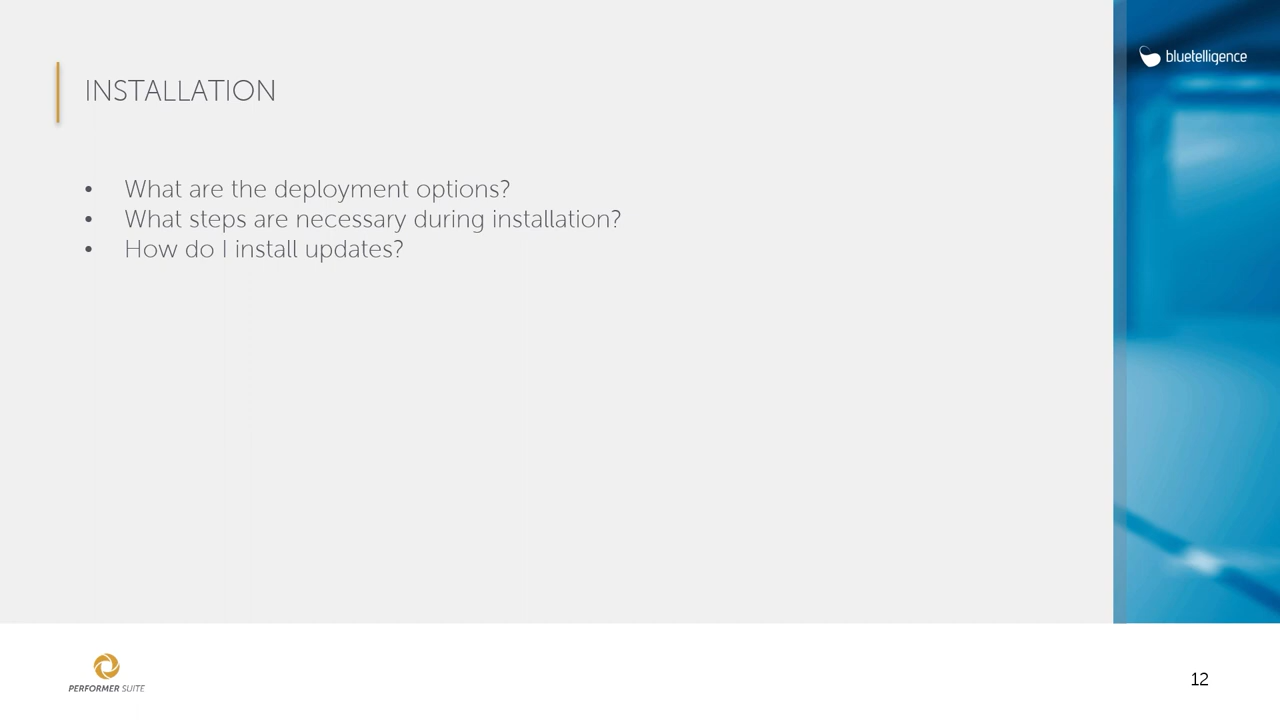 bluetelligence
INSTALLATION
• What are the deployment options?
• What steps are necessary during installation?
• How do I install updates?
PERFORMER SUITE
12